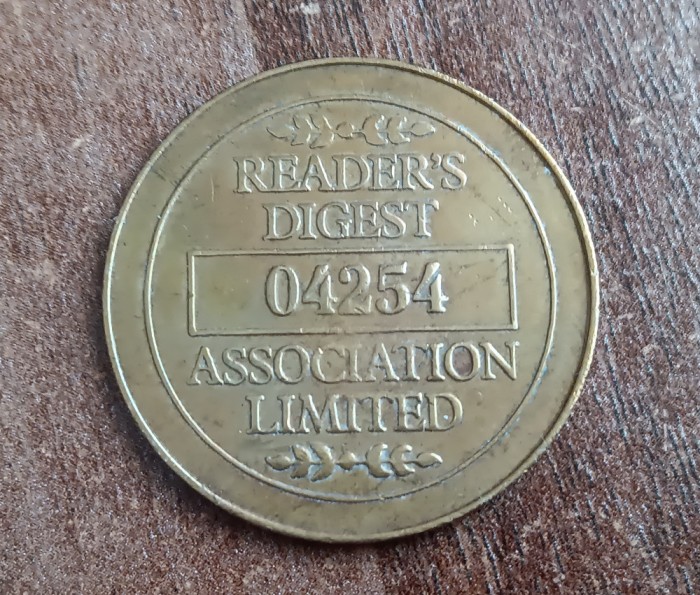 READER'S
DIGEST
04254
ASSOCIATION
LIMITED